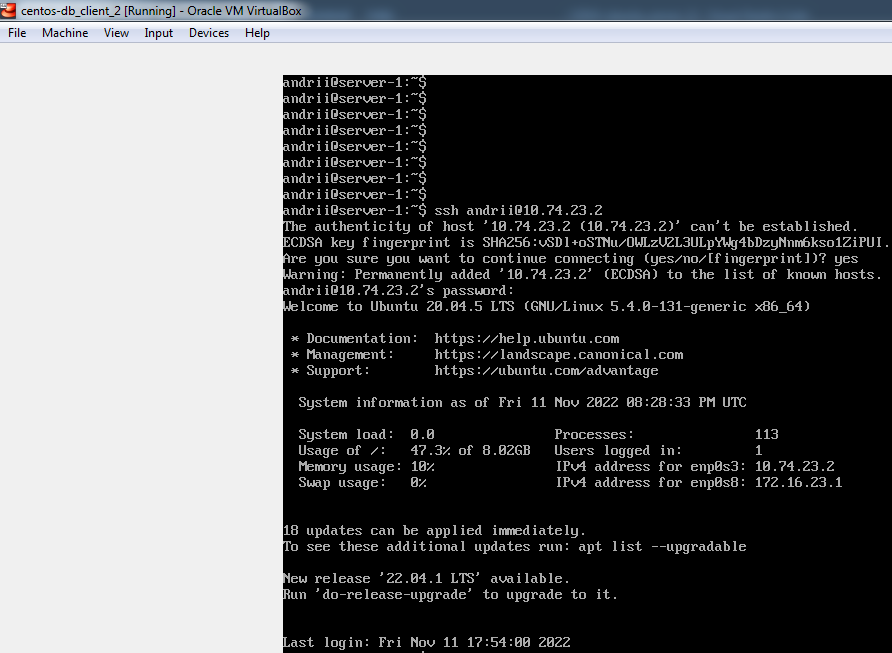 centos-db_client_2 [Running] - Oracle VM VirtualBox
File Machine View Input Devices Help
andrii@server-1:~$
andrii@server-1:~$
andrii@server-1:~$
andrii@server-1:~$
andrii@server-1:~$
andrii@server-1:~$
andrii@server-1:~$
andrii@server-1:~$
andrii@server-1:~$ ssh andrii@10.74.23.2
The authenticity of host '10.74.23.2 (10.74.23.2)' can't be established.
ECDSA key fingerprint is SHA256:vSDl+oSTNu/OWLzV2L3ULpYWg4bDzyNnm6kso1ZiPUI.
Are you sure you want to continue connecting (yes/no/[fingerprint])? yes
Warning: Permanently added '10.74.23.2' (ECDSA) to the list of known hosts.
andrii@10.74.23.2's password:
Welcome to Ubuntu 20.04.5 LTS (GNU/Linux 5.4.0-131-generic x86_64)
* Documentation: https://help.ubuntu.com
* Management: https://landscape.canonical.com
* Support: https://ubuntu.com/advantage
System information as of Fri 11 Nov 2022 08:28:33 PM UTC
System load: 0.0 Processes: 113
Usage of /: 47.3% of 8.02GB Users logged in: 1
Memory usage: 10% IPv4 address for enp0s3: 10.74.23.2
Swap usage: 0% IPv4 address for enp0s8: 172.16.23.1
18 updates can be applied immediately.
To see these additional updates run: apt list --upgradable
New release '22.04.1 LTS' available.
Run 'do-release-upgrade' to upgrade to it.
Last login: Fri Nov 11 17:54:00 2022